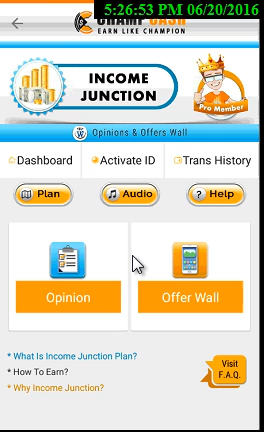 5:26:53 PM 06/20/2016
CHAMP CASH
EARN LIKE CHAMPION
INCOME
JUNCTION
Pro Member
Opinions & Offers Wall
Dashboard
Activate ID
Trans History
Plan
Audio
Help
Opinion
Offer Wall
* What Is Income Junction Plan?
* How To Earn?
* Why Income Junction?
Visit
F.A.Q.